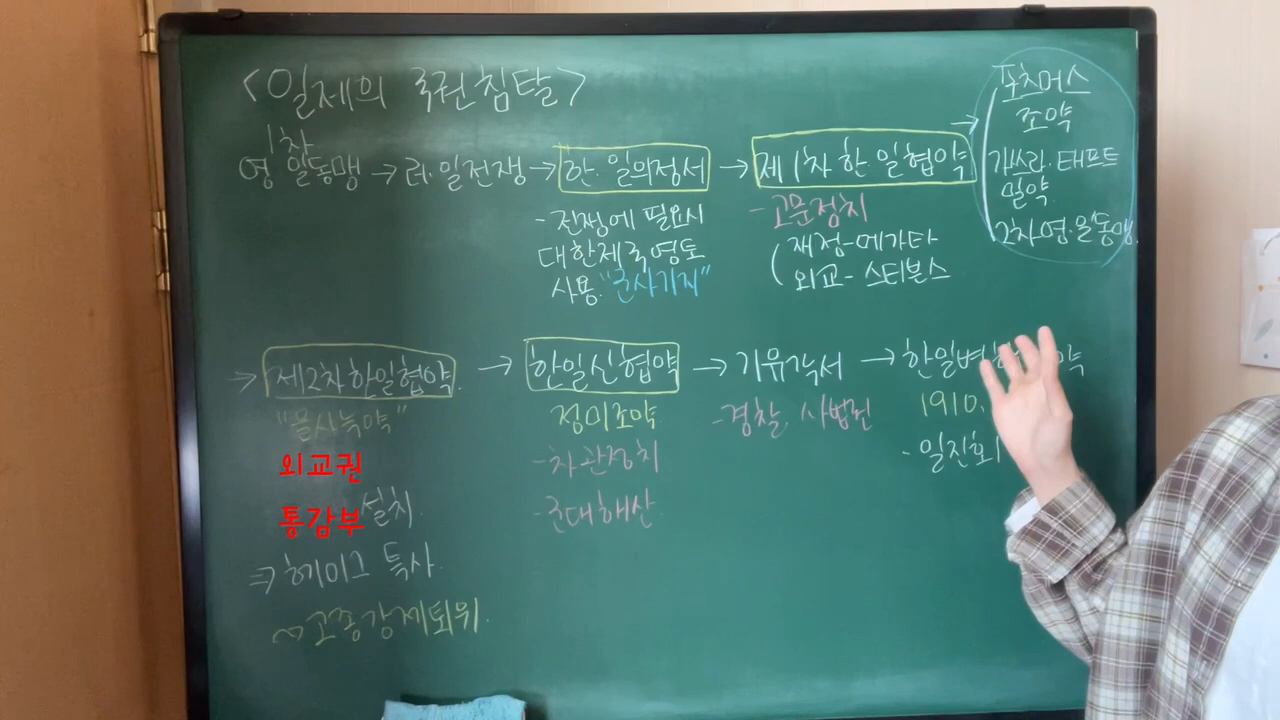 <일제의 국권침탈>
1차
영 일동맹 → 러·일전쟁 → 한·일의정서 → 제1차 한일협약 →
포츠머스
조약
가쓰라·태프트
밀약
2차영·일동맹
-전쟁에 필요시
대한제국영토
사용. "군사기지"
-고문정치
재정-메가타
외교-스티븐스
→ 제2차한일협약. → 한일신협약 → 기유각서 → 한일병 약
"을사늑약"
외교권
통감부 설치.
⇒ 헤이그 특사.
~ 고종강제퇴위.
정미조약
-차관정치
-군대해산.
-경찰, 사법권
1910.
- 일진회